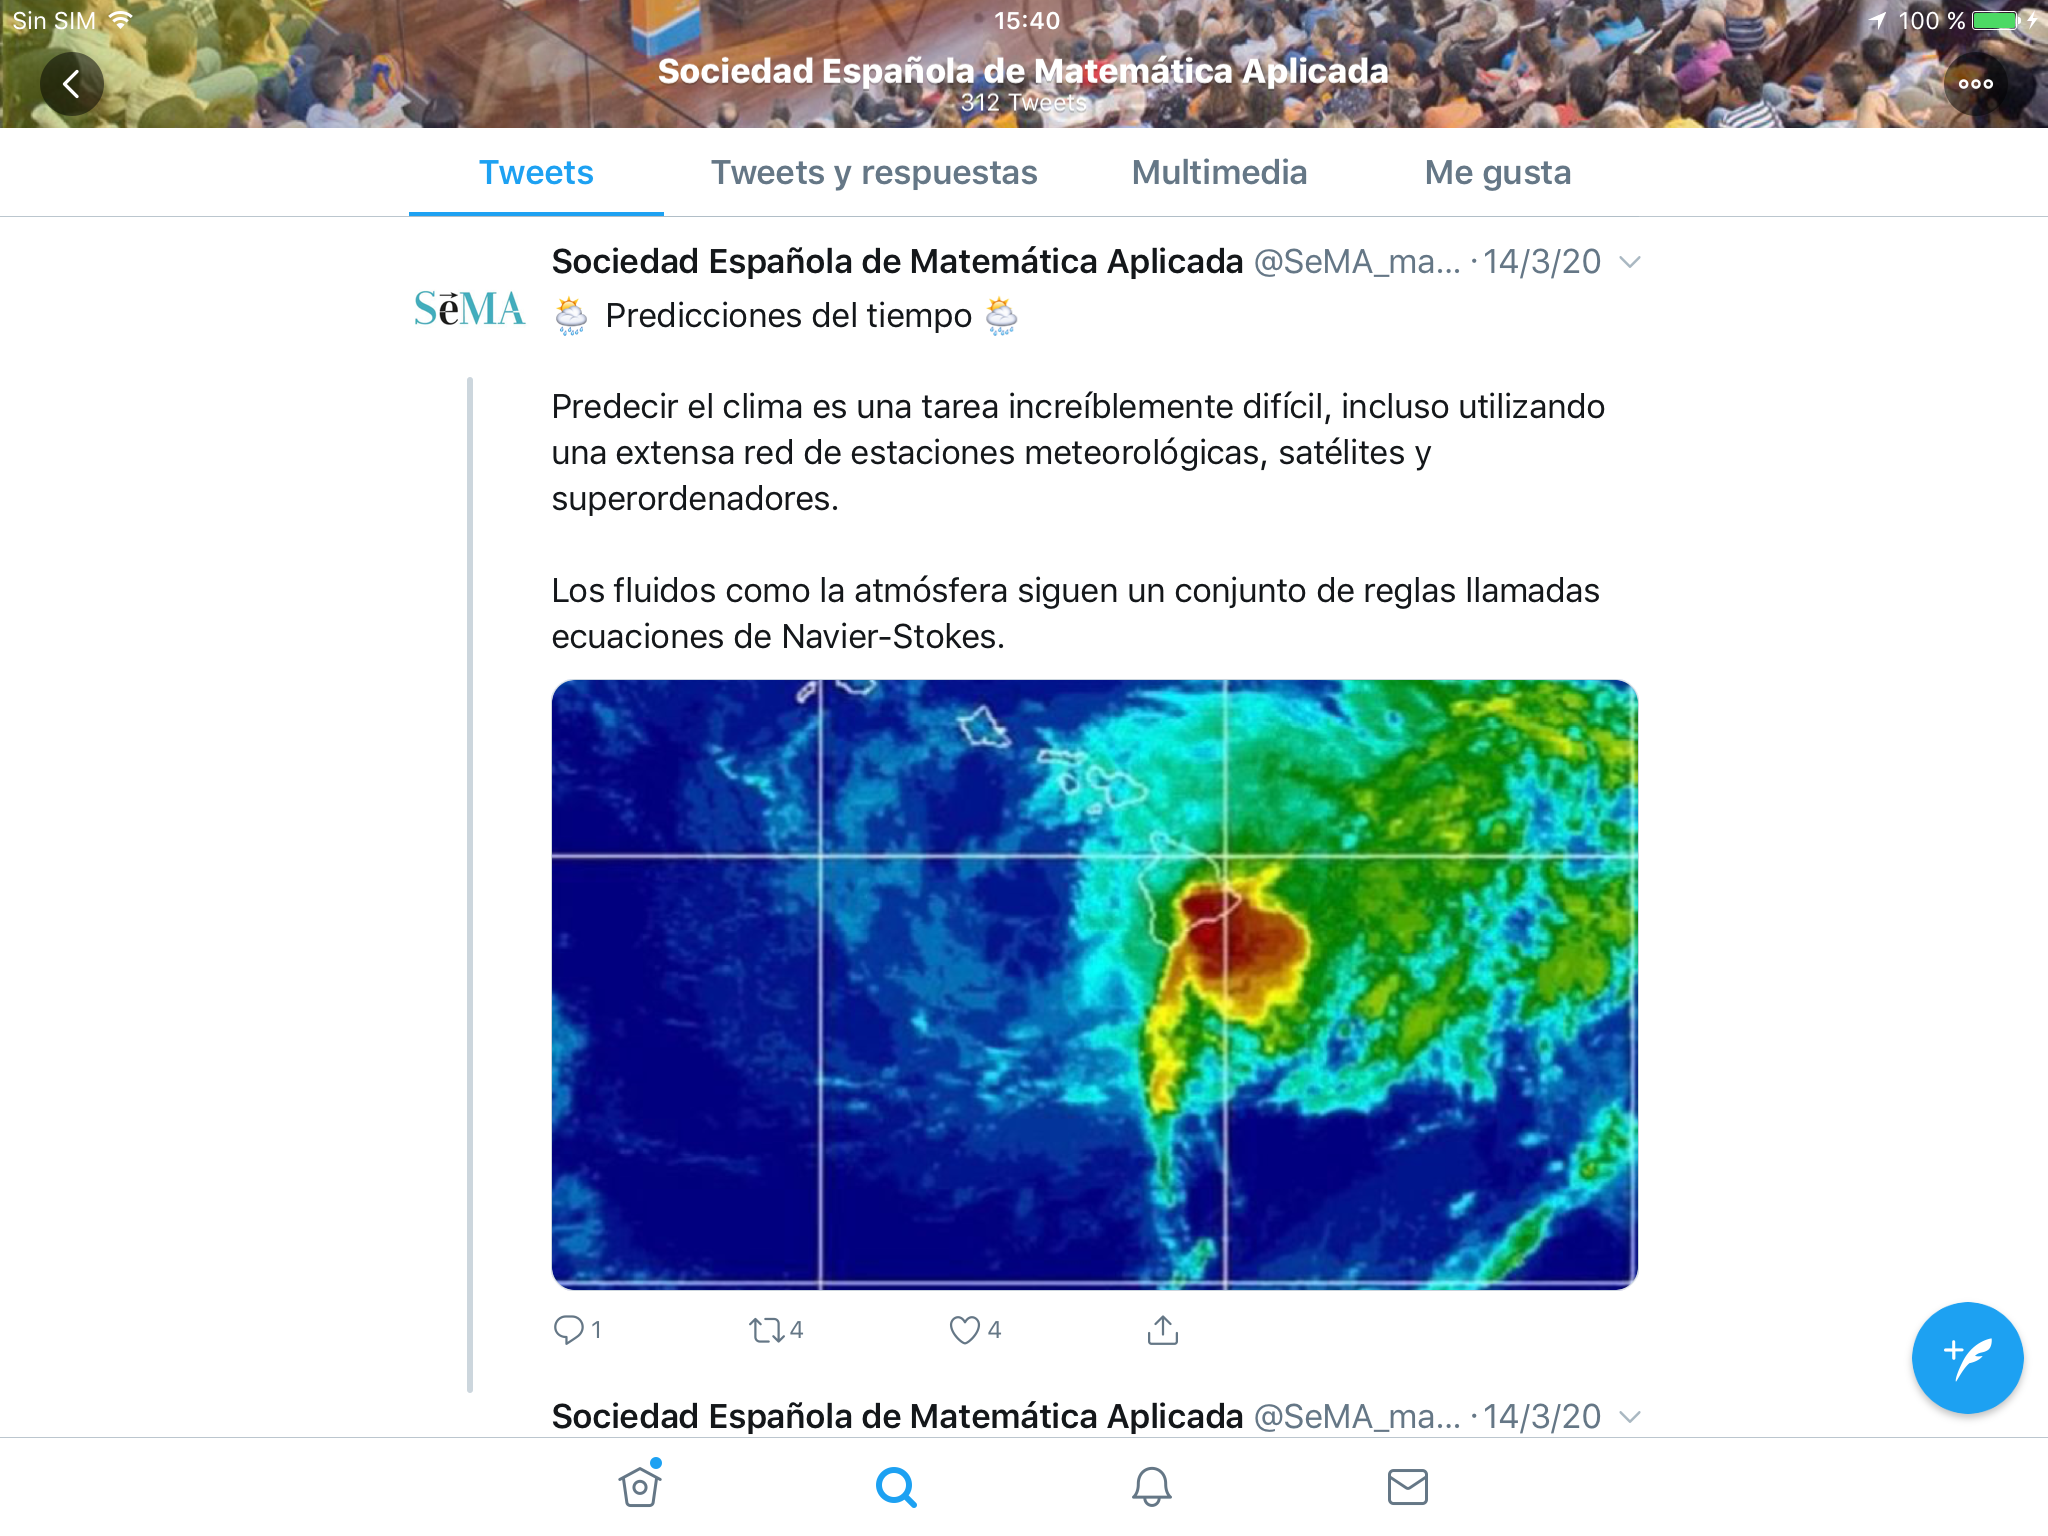 Sin SIM
15:40
100 %
Sociedad Española de Matemática Aplicada
312 Tweets
Tweets
Tweets y respuestas
Multimedia
Me gusta
Sociedad Española de Matemática Aplicada @SeMA_ma... · 14/3/20
SeMA
🌦 Predicciones del tiempo 🌦
Predecir el clima es una tarea increíblemente difícil, incluso utilizando
una extensa red de estaciones meteorológicas, satélites y
superordenadores.
Los fluidos como la atmósfera siguen un conjunto de reglas llamadas
ecuaciones de Navier-Stokes.
1
4
4
Sociedad Española de Matemática Aplicada @SeMA_ma... · 14/3/20